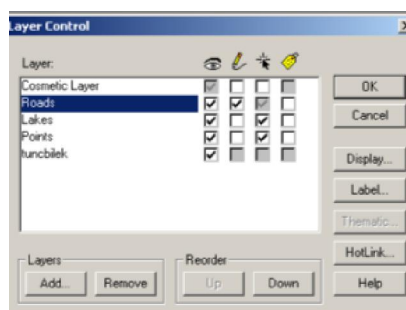 Layer Control
Layer:
Cosmetic Layer
Roads
Lakes
Points
tuncbilek
OK
Cancel
Display...
Label...
Thematic...
HotLink...
Help
Layers
Add...
Remove
Reorder
Up
Down